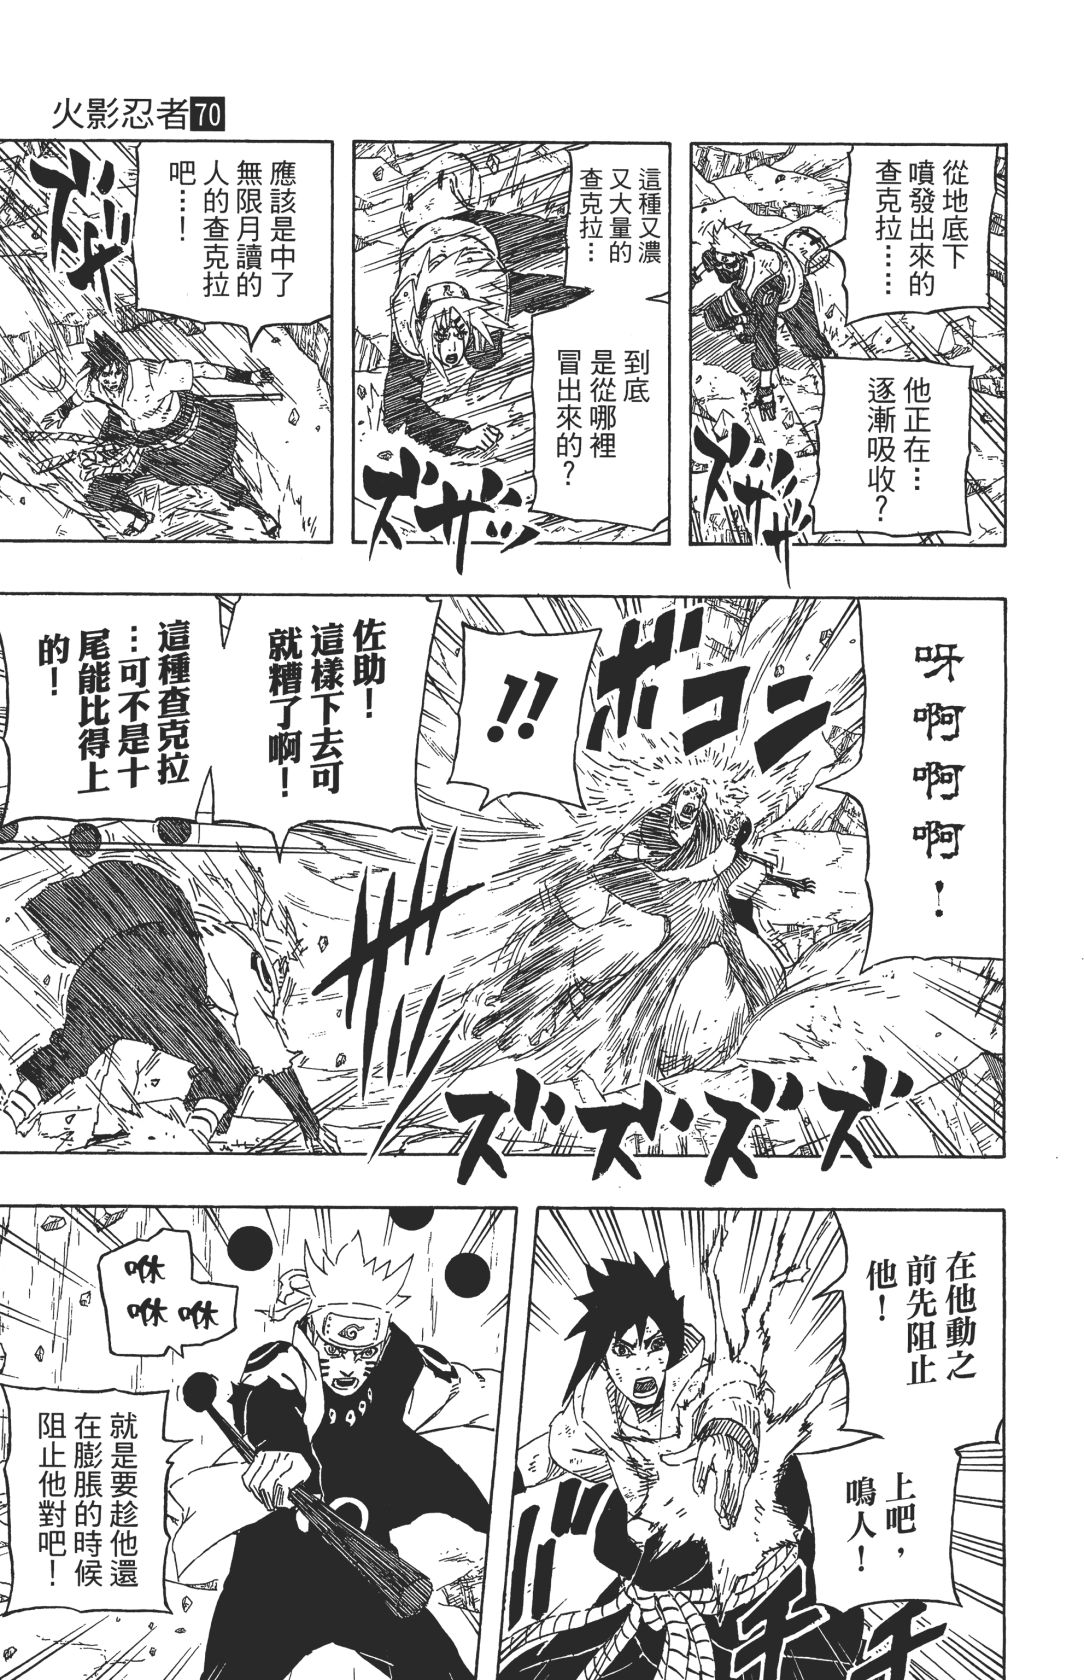 火影忍者70
從地底下
噴發出來的
查克拉……
他正在…
逐漸吸收?
這種又濃
又大量的
查克拉…
到底
是從哪裡
冒出來的?
ズザッ
應該是中了
無限月讀的
人的查克拉
吧…!
ズザザ
呀啊啊啊!
ボコン
!!
佐助!
這樣下去可
就糟了啊!
這種查克拉
…可不是十
尾能比得上
的!
ズズズズズ
在他動之
前先阻止
他!
上吧,
鳴人!
咻
咻咻
就是要趁他還
在膨脹的時候
阻止他對吧!